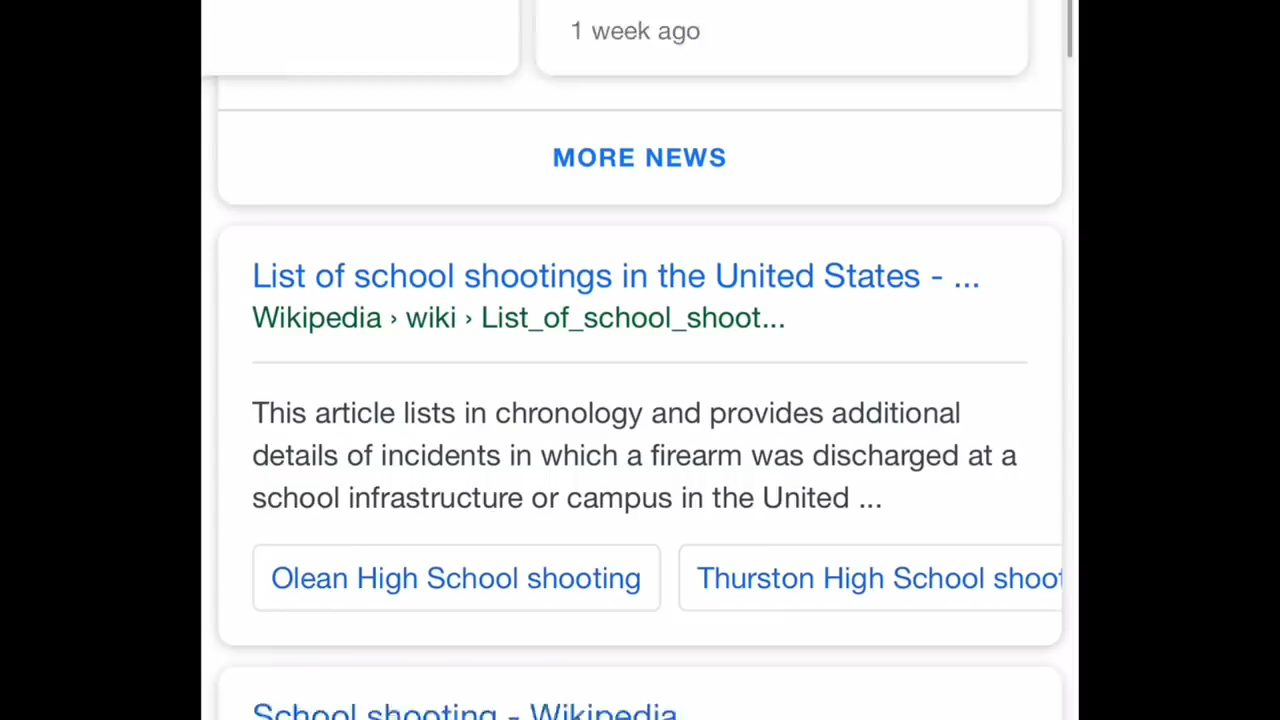 1 week ago
MORE NEWS
List of school shootings in the United States - ...
Wikipedia › wiki › List_of_school_shoot...
This article lists in chronology and provides additional
details of incidents in which a firearm was discharged at a
school infrastructure or campus in the United ...
Olean High School shooting
Thurston High School shoot
School shooting - Wikipedia